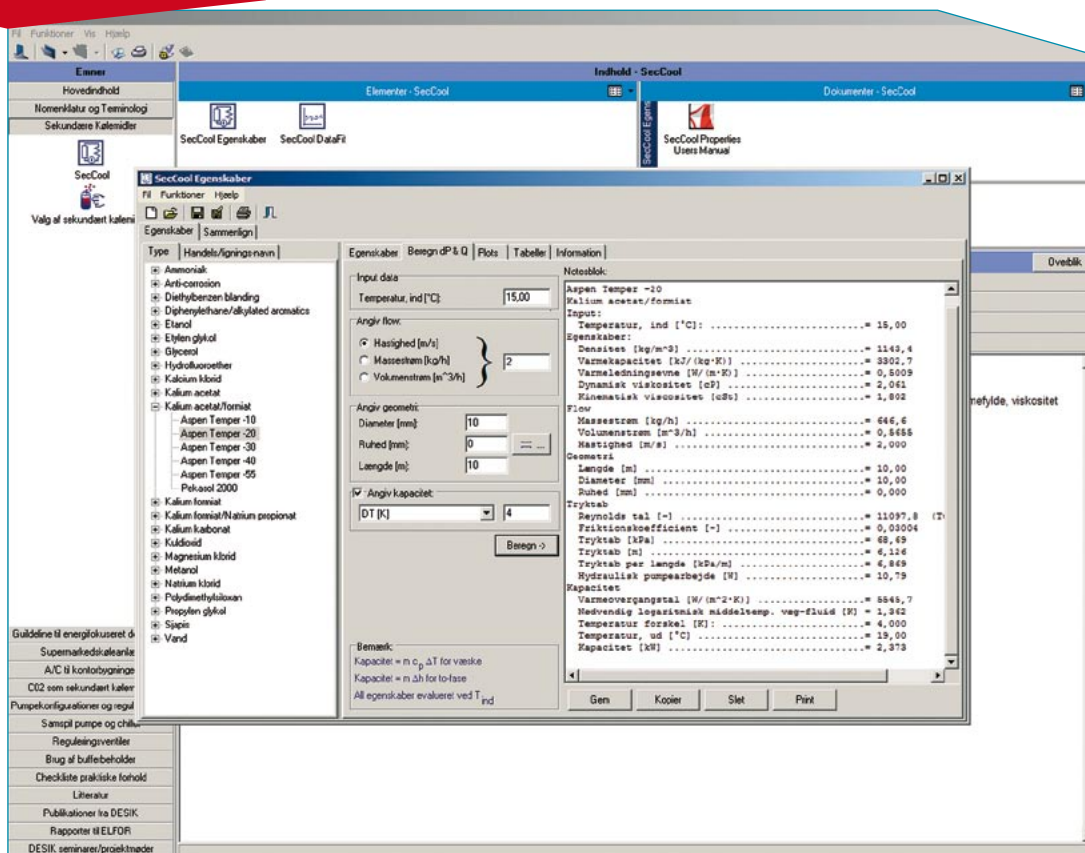 Fil Funktioner Vis Hjælp
Emner
Indhold - SecCool
Hovedindhold
Nomenklatur og Terminologi
Sekundære Kølemidler
SecCool
Valg af sekundært kølemi
Elementer - SecCool
SecCool Egenskaber
SecCool DataFit
Dokumenter - SecCool
SecCool Egens
SecCool Properties
Users Manual
Overblik
nefylde, viskositet
SecCool Egenskaber
Fil Funktioner Hjælp
Egenskaber Sammenlign
Type Handels/lignings-navn
Ammoniak
Anti-corrosion
Diethylbenzen blanding
Diphenylethane/alkylated aromatics
Etanol
Etylen glykol
Glycerol
Hydrofluoroether
Kalcium klorid
Kalium acetat
Kalium acetat/formiat
Aspen Temper -10
Aspen Temper -20
Aspen Temper -30
Aspen Temper -40
Aspen Temper -55
Pekasol 2000
Kalium formiat
Kalium formiat/Natrium propionat
Kalium karbonat
Kuldioxid
Magnesium klorid
Metanol
Natrium klorid
Polydimethylsiloxan
Propylen glykol
Sjapis
Vand
Egenskaber Beregn dP & Q Plots Tabeller Information
Input data
Temperatur, ind [°C]: 15,00
Angiv flow:
Hastighed [m/s]
Massestrøm [kg/h]
Volumenstrøm [m^3/h]
2
Angiv geometri:
Diameter [mm]: 10
Ruhed [mm]: 0 ...
Længde [m]: 10
Angiv kapacitet:
DT [K] 4
Beregn ->
Bemærk:
Kapacitet = m cp ΔT for væske
Kapacitet = m Δh for to-fase
All egenskaber evalueret ved Tind
Notesblok:
Aspen Temper -20
Kalium acetat/formiat
Input:
Temperatur, ind [°C]: ............................= 15,00
Egenskaber:
Densitet [kg/m^3] ............................= 1143,4
Varmekapacitet [kJ/(kg·K)] ............................= 3302,7
Varmeledningsevne [W/(m·K)] ............................= 0,5009
Dynamisk viskositet [cP] ............................= 2,061
Kinematisk viscositet [cSt] ............................= 1,802
Flow
Massestrøm [kg/h] ............................= 646,6
Volumenstrøm [m^3/h] ............................= 0,5655
Hastighed [m/s] ............................= 2,000
Geometri
Længde [m] ............................= 10,00
Diameter [mm] ............................= 10,00
Ruhed [mm] ............................= 0,000
Tryktab
Reynolds tal [-] ............................= 11097,8
Friktionskoefficient [-] ............................= 0,03004
Tryktab [kPa] ............................= 68,69
Tryktab [m] ............................= 6,126
Tryktab per længde [kPa/m] ............................= 6,869
Hydraulisk pumpearbejde [W] ............................= 10,79
Kapacitet
Varmeovergangstal [W/(m^2·K)] ............................= 5545,7
Nødvendig logaritmisk middeltemp. væg-fluid [K] = 1,362
Temperatur forskel [K]: ............................= 4,000
Temperatur, ud [°C] ............................= 19,00
Kapacitet [kW] ............................= 2,373
Gem Kopier Slet Print
Guildeline til energifokuseret d
Supermarkedskøleanlæ
A/C til kontorbygninge
CO2 som sekundært køler
Pumpekonfigurationer og regul
Samspil pumpe og chiller
Reguleringsventiler
Brug af bufferbeholder
Checkliste praktiske forhold
Litteratur
Publikationer fra DESIK
Rapporter til ELFOR
DESIK seminarer/projektmøder